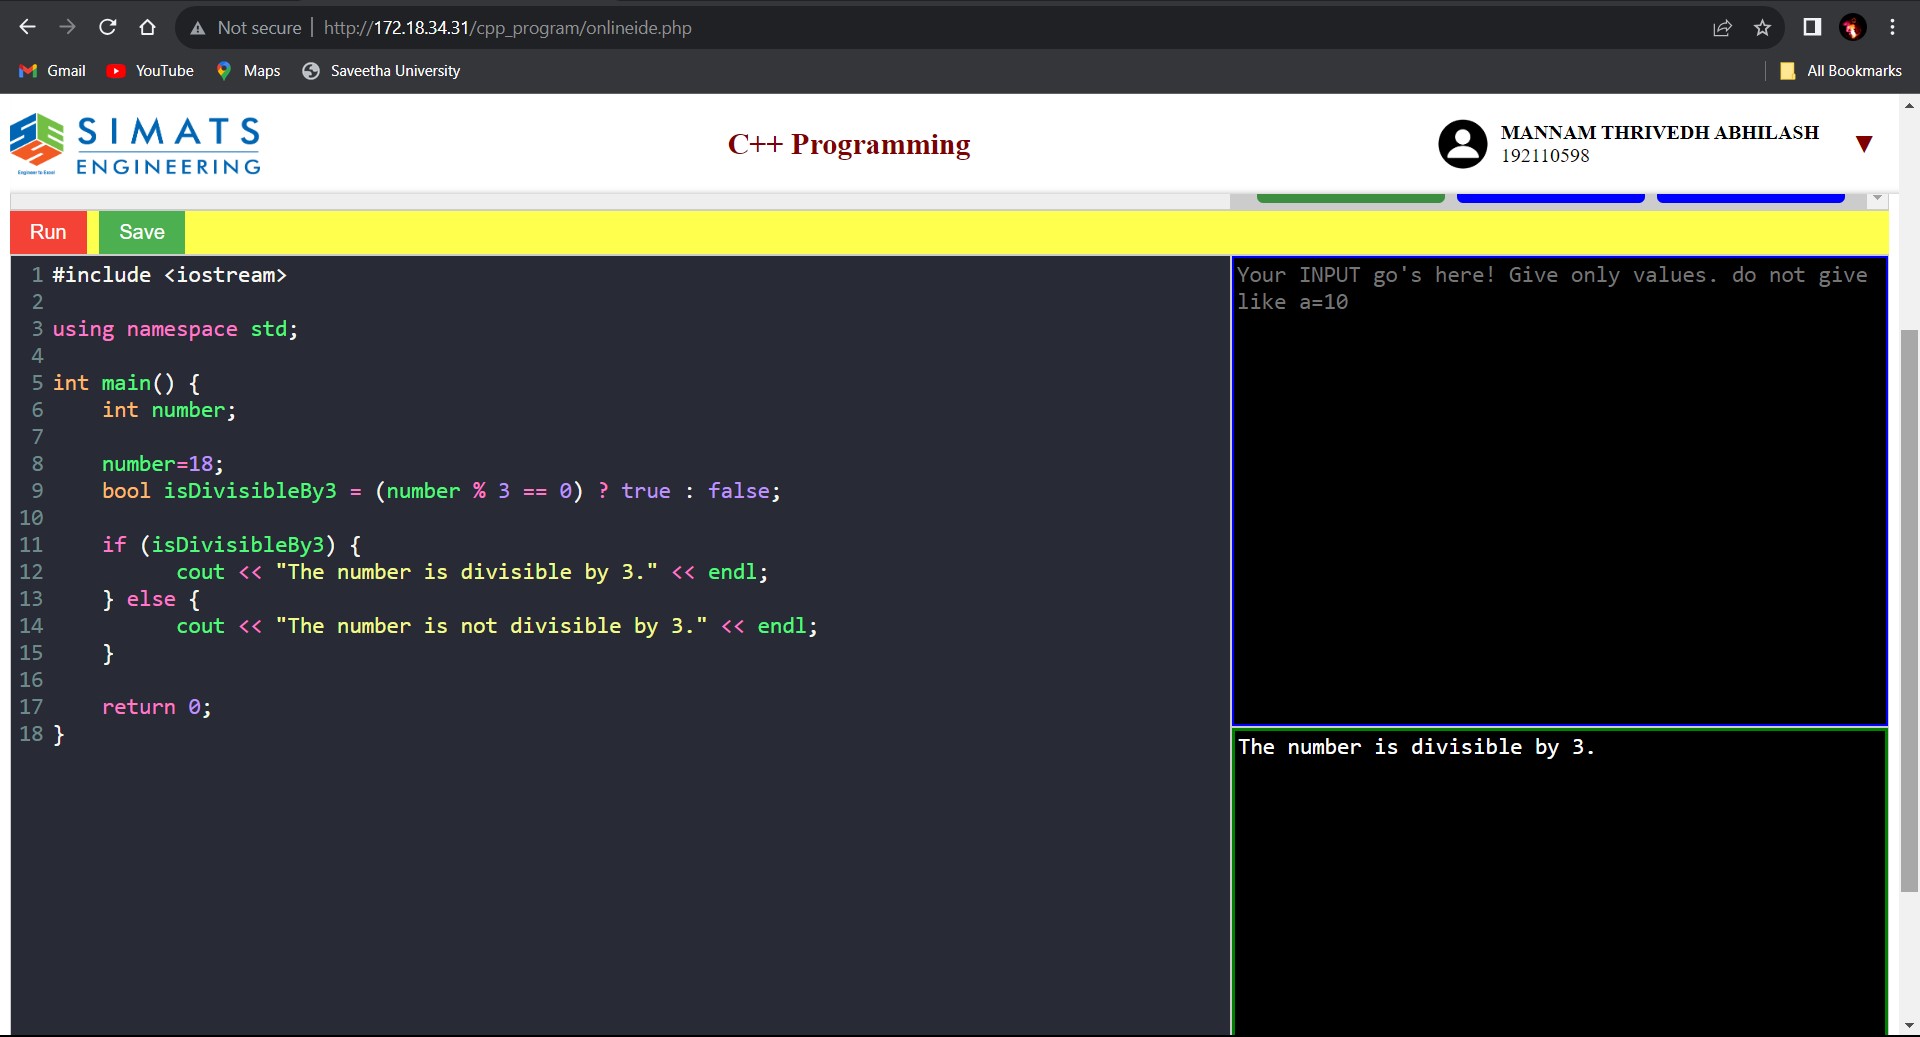 Not secure | http://172.18.34.31/cpp_program/onlineide.php
Gmail YouTube Maps Saveetha University All Bookmarks
SIMATS
ENGINEERING
Engineer to Excel
C++ Programming
MANNAM THRIVEDH ABHILASH
192110598
Run Save
1 #include <iostream>
2
3 using namespace std;
4
5 int main() {
6 int number;
7
8 number=18;
9 bool isDivisibleBy3 = (number % 3 == 0) ? true : false;
10
11 if (isDivisibleBy3) {
12 cout << "The number is divisible by 3." << endl;
13 } else {
14 cout << "The number is not divisible by 3." << endl;
15 }
16
17 return 0;
18 }
Your INPUT go's here! Give only values. do not give
like a=10
The number is divisible by 3.